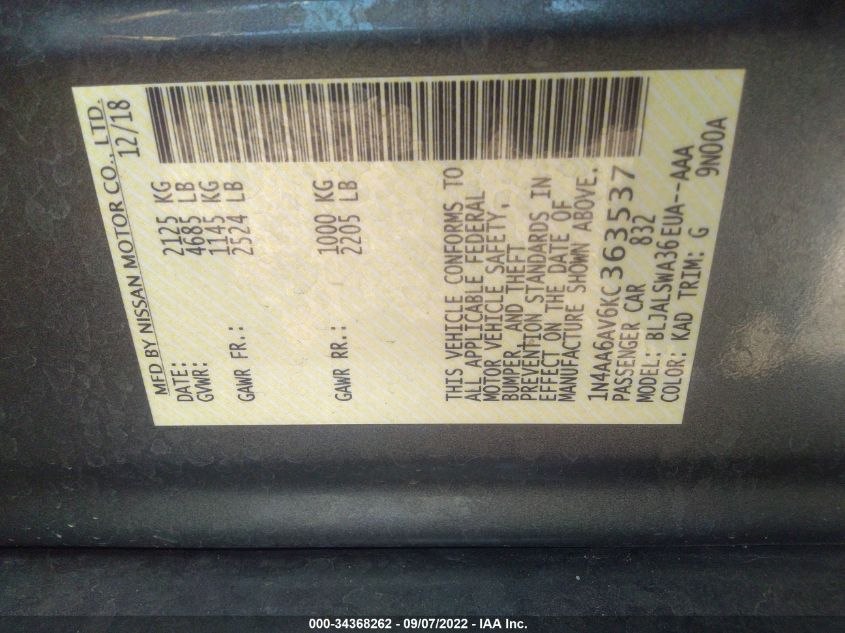 MFD BY NISSAN MOTOR CO., LTD.
DATE: 12/18
GVWR: 2125 KG
4685 LB
GAWR FR.: 1145 KG
2524 LB
GAWR RR.: 1000 KG
2205 LB
THIS VEHICLE CONFORMS TO
ALL APPLICABLE FEDERAL
MOTOR VEHICLE SAFETY,
BUMPER, AND THEFT
PREVENTION STANDARDS IN
EFFECT ON THE DATE OF
MANUFACTURE SHOWN ABOVE.
1N4AA6AV6KC363537
PASSENGER CAR 832
MODEL: BLJALSWA36EUA--AAA
COLOR: KAD TRIM: G 9N00A
000-34368262 - 09/07/2022 - IAA Inc.